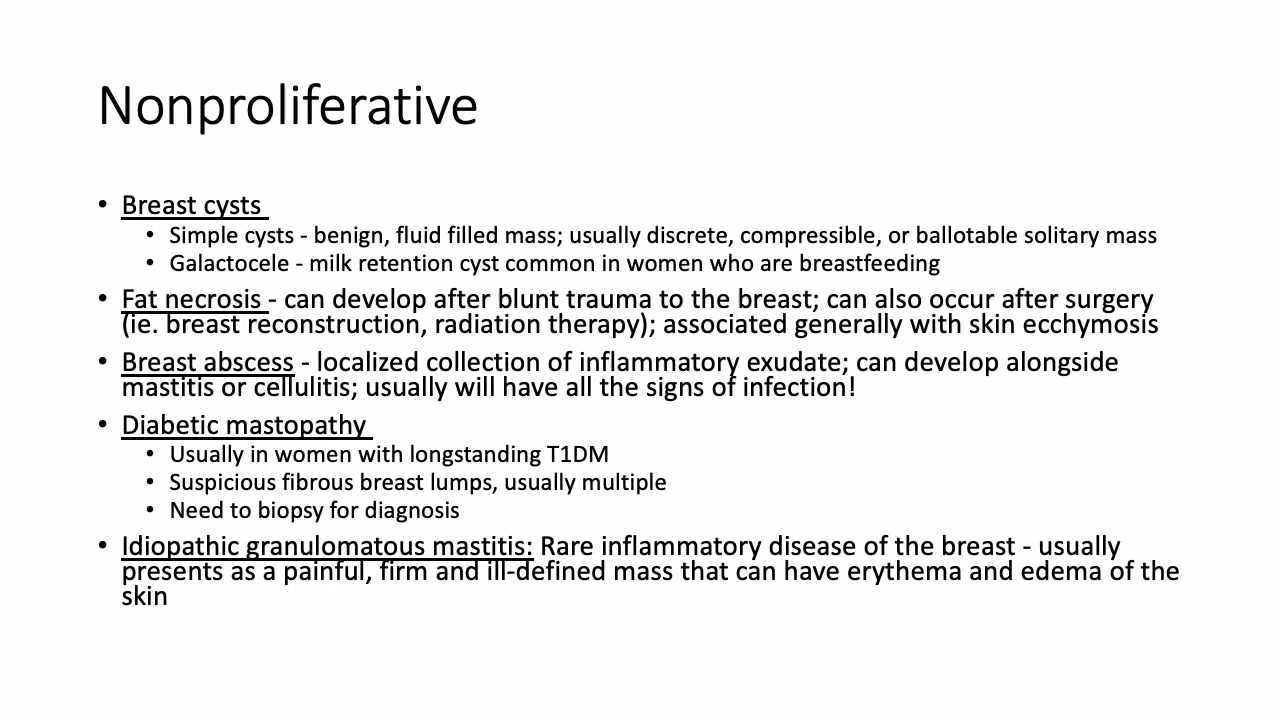 Nonproliferative
• Breast cysts
• Simple cysts - benign, fluid filled mass; usually discrete, compressible, or ballotable solitary mass
• Galactocele - milk retention cyst common in women who are breastfeeding
• Fat necrosis - can develop after blunt trauma to the breast; can also occur after surgery
(ie. breast reconstruction, radiation therapy); associated generally with skin ecchymosis
• Breast abscess - localized collection of inflammatory exudate; can develop alongside
mastitis or cellulitis; usually will have all the signs of infection!
• Diabetic mastopathy
• Usually in women with longstanding T1DM
• Suspicious fibrous breast lumps, usually multiple
• Need to biopsy for diagnosis
• Idiopathic granulomatous mastitis: Rare inflammatory disease of the breast - usually
presents as a painful, firm and ill-defined mass that can have erythema and edema of the
skin